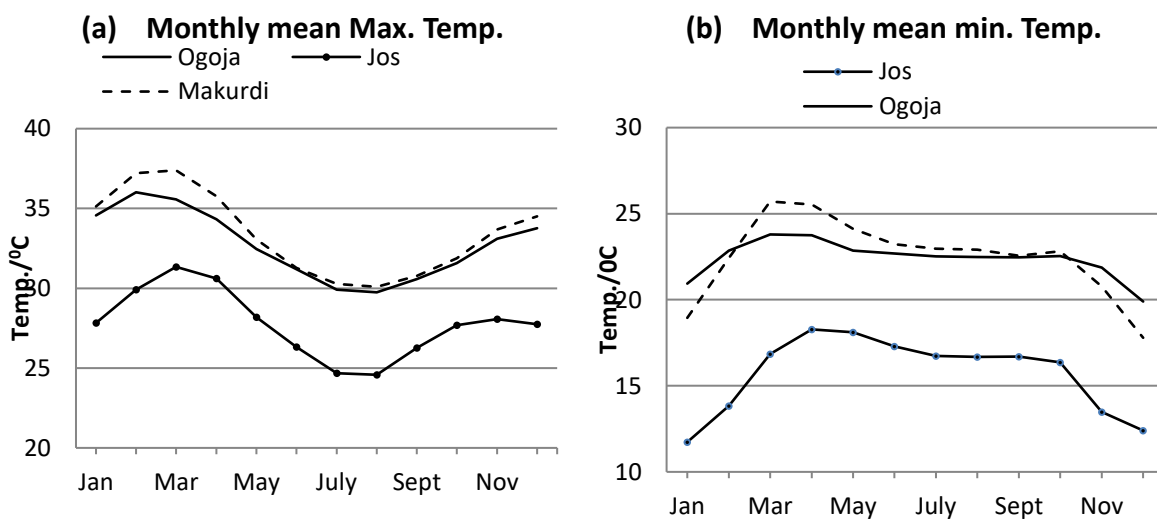 (a) Monthly mean Max. Temp.
Ogoja Jos
Makurdi
Temp./⁰C
40
35
30
25
20
Jan Mar May July Sept Nov
(b) Monthly mean min. Temp.
Jos
Ogoja
Temp./0C
30
25
20
15
10
Jan Mar May July Sept Nov